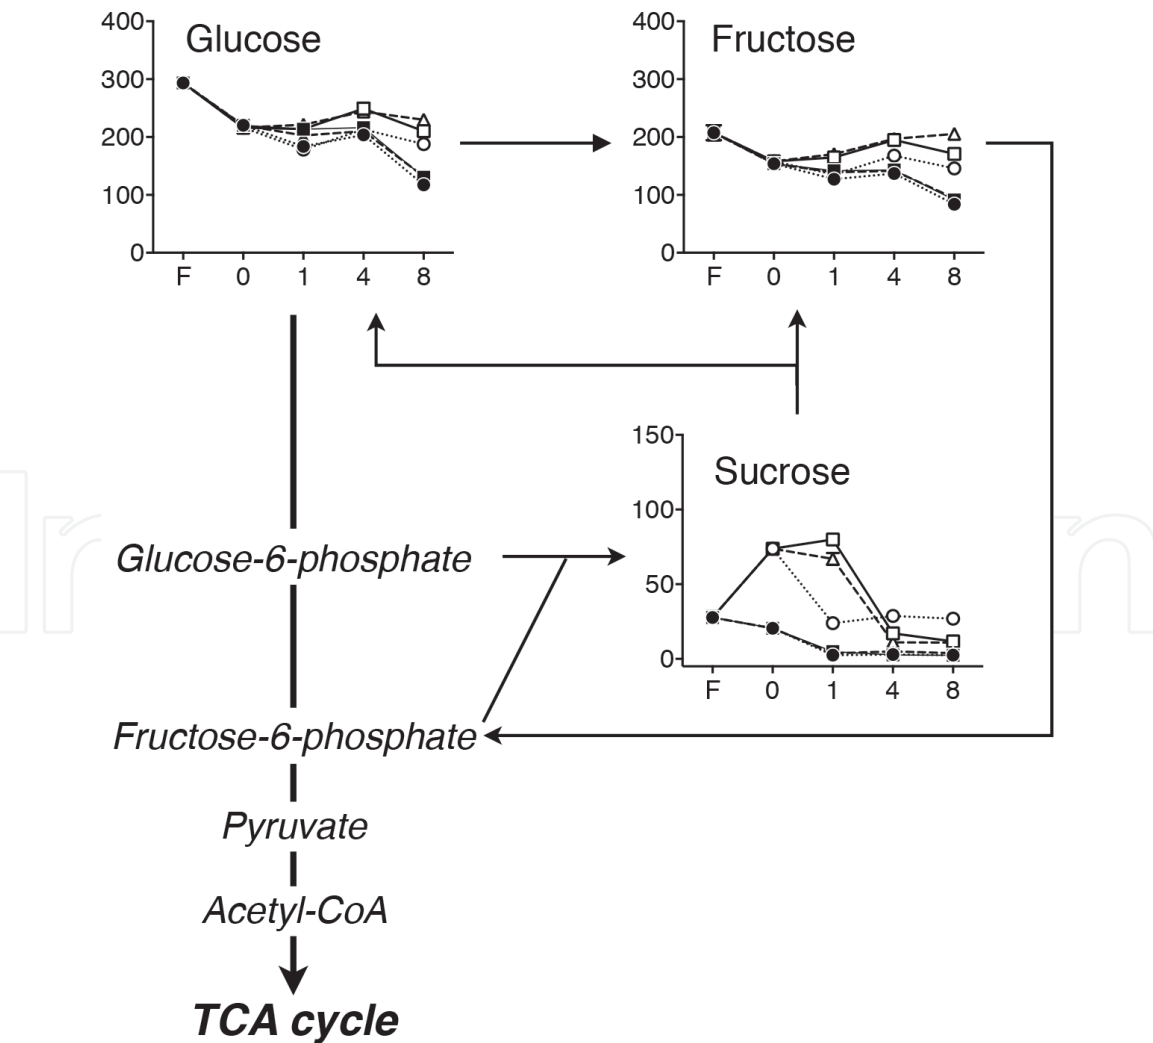 Glucose
400
300
200
100
0
F 0 1 4 8
Fructose
400
300
200
100
0
F 0 1 4 8
Sucrose
150
100
50
0
F 0 1 4 8
Glucose-6-phosphate
Fructose-6-phosphate
Pyruvate
Acetyl-CoA
TCA cycle